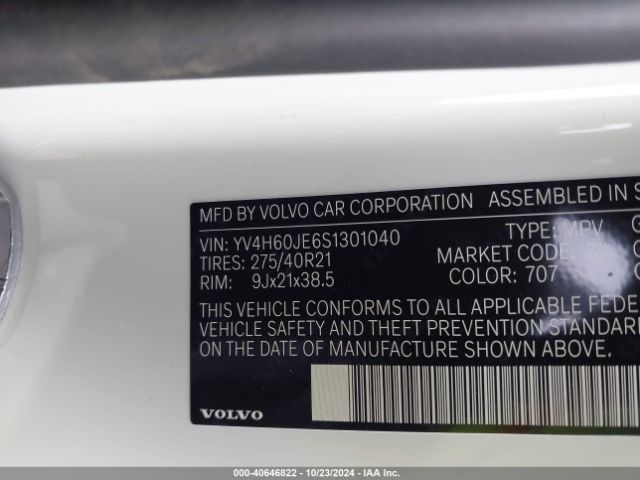 MFD BY VOLVO CAR CORPORATION ASSEMBLED IN S
VIN: YV4H60JE6S1301040 TYPE: MPV
TIRES: 275/40R21 MARKET CODE:
RIM: 9Jx21x38.5 COLOR: 707
THIS VEHICLE CONFORMS TO ALL APPLICABLE FEDE
VEHICLE SAFETY AND THEFT PREVENTION STANDAR
ON THE DATE OF MANUFACTURE SHOWN ABOVE.
VOLVO
000-40646822 - 10/23/2024 - IAA Inc.